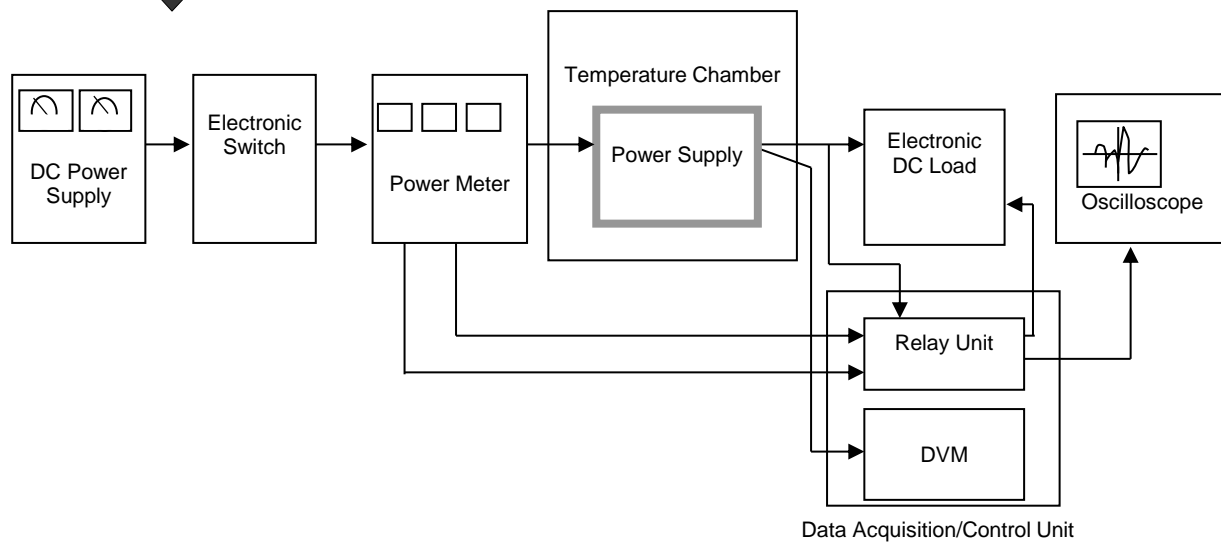 Temperature Chamber
DC Power
Supply
Electronic
Switch
Power Meter
Power Supply
Electronic
DC Load
Oscilloscope
Relay Unit
DVM
Data Acquisition/Control Unit